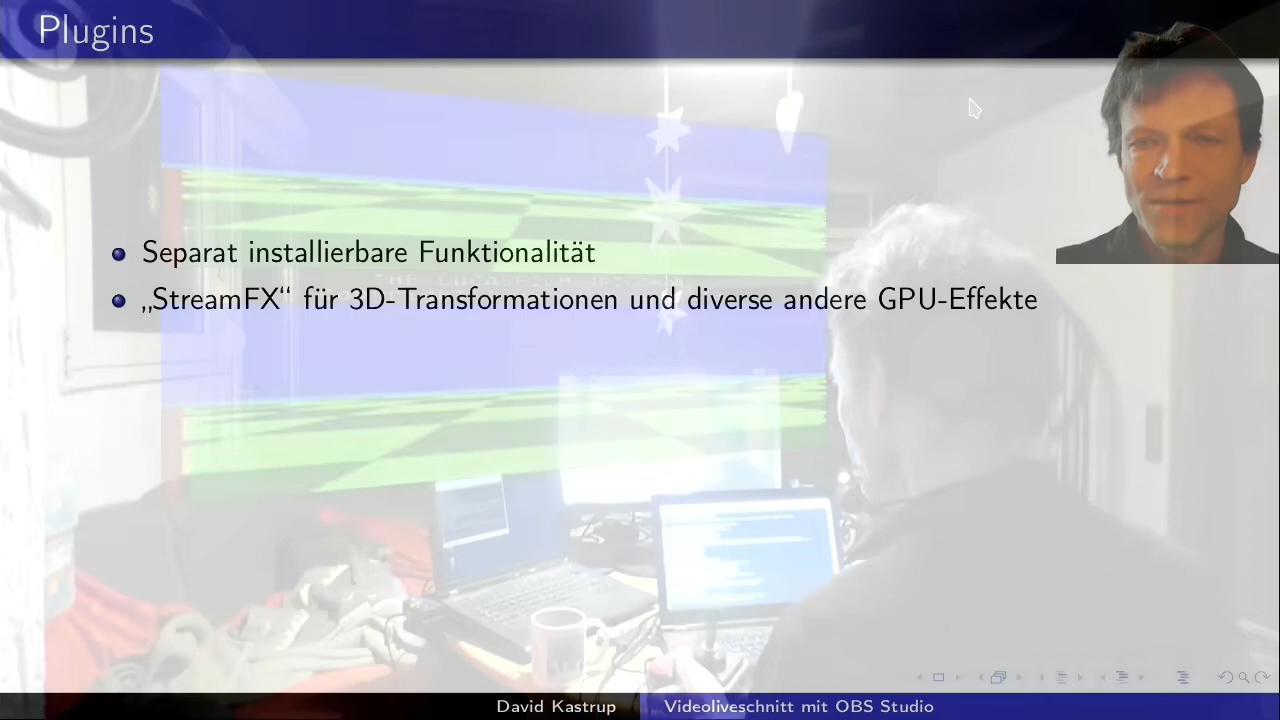 Plugins
Separat installierbare Funktionalität
„StreamFX“ für 3D-Transformationen und diverse andere GPU-Effekte
David Kastrup
Videoliveschnitt mit OBS Studio